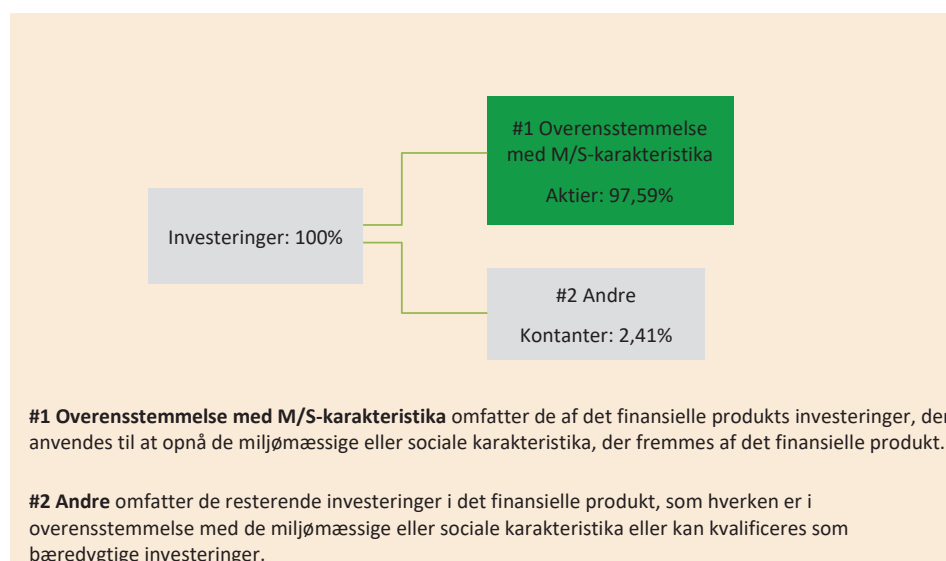 #1 Overensstemmelse
med M/S-karakteristika
Aktier: 97,59%
Investeringer: 100%
#2 Andre
Kontanter: 2,41%
#1 Overensstemmelse med M/S-karakteristika omfatter de af det finansielle produkts investeringer, der
anvendes til at opnå de miljømæssige eller sociale karakteristika, der fremmes af det finansielle produkt.
#2 Andre omfatter de resterende investeringer i det finansielle produkt, som hverken er i
overensstemmelse med de miljømæssige eller sociale karakteristika eller kan kvalificeres som
bæredygtige investeringer.